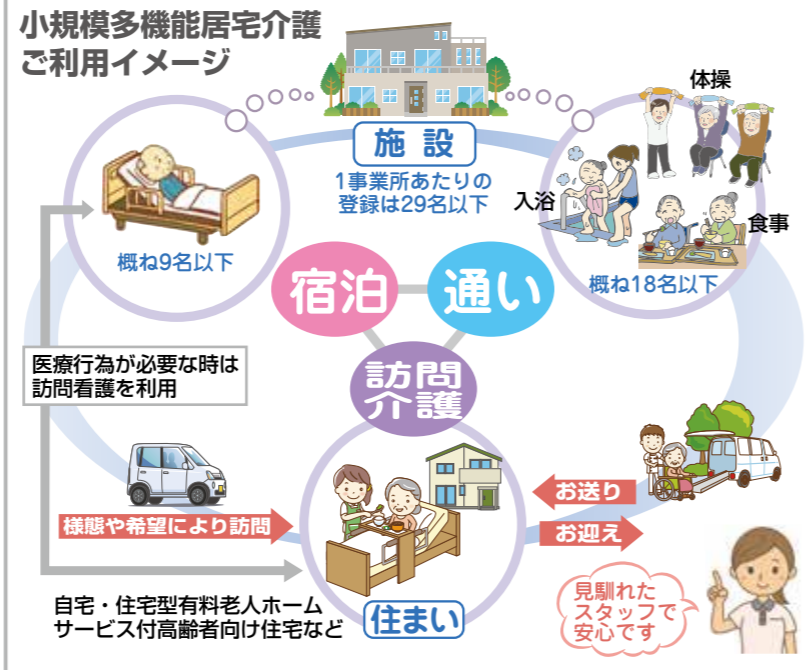 小規模多機能居宅介護
ご利用イメージ
施設
1事業所あたりの
登録は29名以下
体操
入浴
食事
概ね9名以下
概ね18名以下
宿泊
通い
訪問
介護
医療行為が必要な時は
訪問看護を利用
様態や希望により訪問
お送り
お迎え
自宅・住宅型有料老人ホーム
サービス付高齢者向け住宅など
住まい
見馴れた
スタッフで
安心です